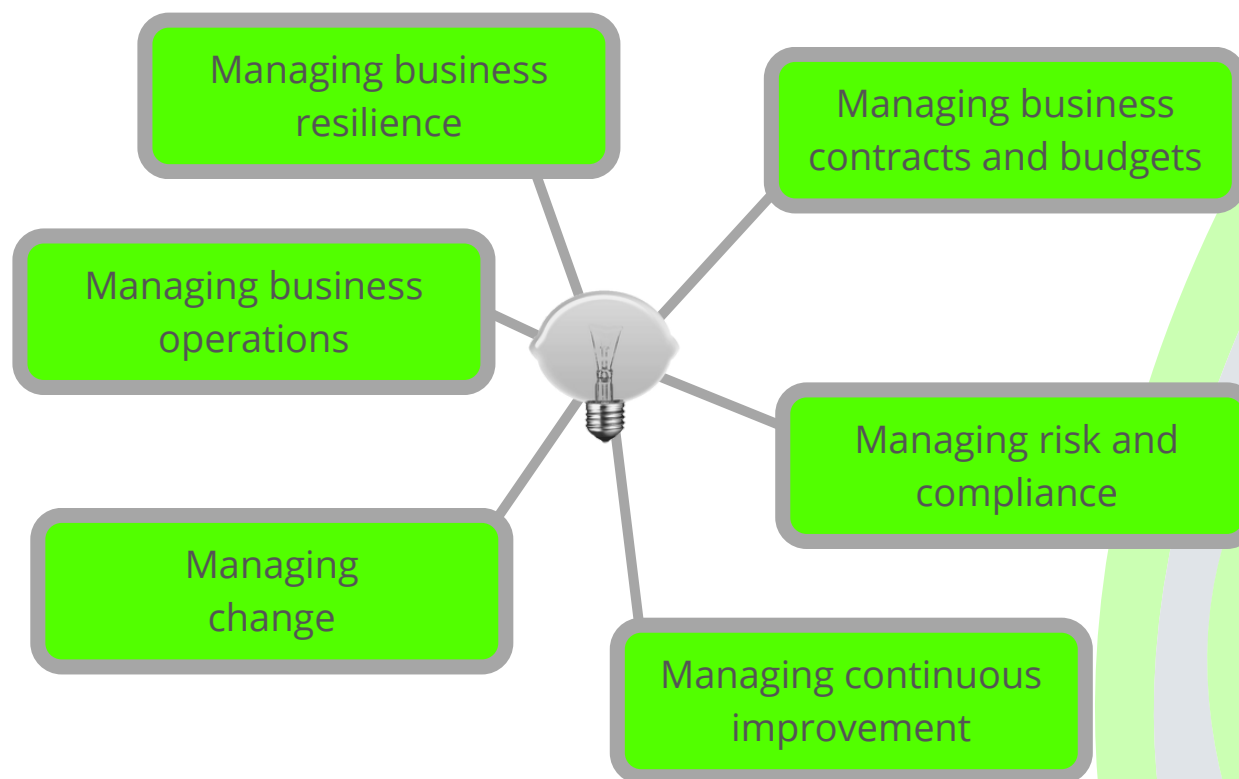 Managing business
resilience
Managing business
contracts and budgets
Managing business
operations
Managing risk and
compliance
Managing
change
Managing continuous
improvement